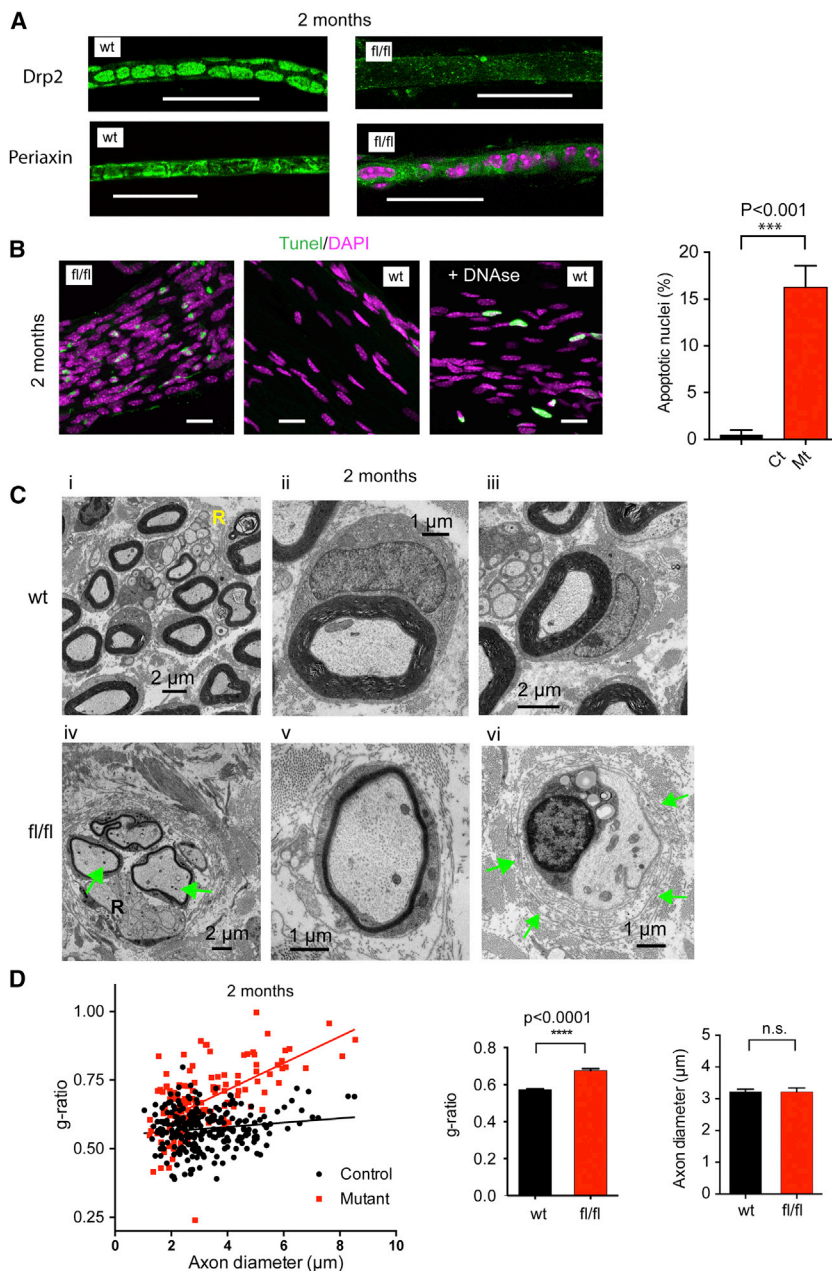 A
2 months
wt
fl/fl
Drp2
wt
fl/fl
Periaxin
B
Tunel/DAPI
fl/fl
wt
+ DNAse
wt
2 months
P<0.001
***
Apoptotic nuclei (%)
20
15
10
5
0
Ct
Mt
C
2 months
i
ii
iii
wt
R
2 µm
1 µm
2 µm
iv
v
vi
fl/fl
R
2 µm
1 µm
1 µm
D
2 months
g-ratio
1.00
0.75
0.50
0.25
0
2
4
6
8
10
Axon diameter (µm)
Control
Mutant
p<0.0001
****
g-ratio
0.8
0.6
0.4
0.2
0.0
wt
fl/fl
n.s.
Axon diameter (µm)
5
4
3
2
1
0
wt
fl/fl